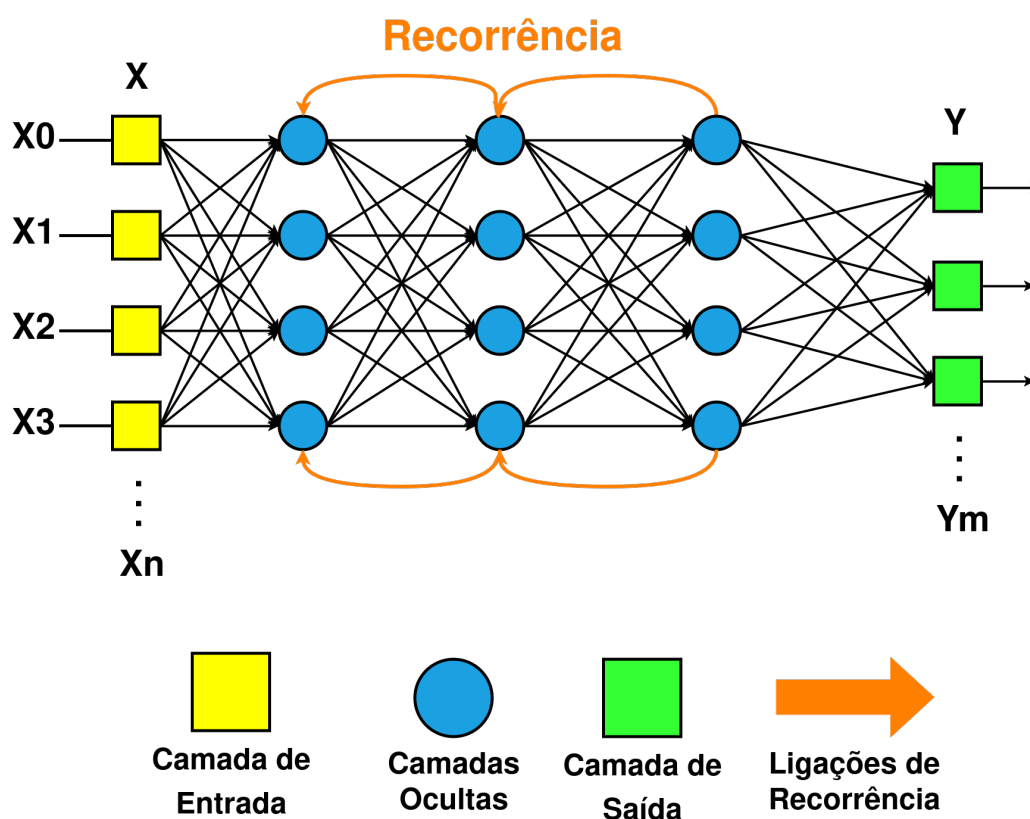 Recorrência
X
Y
X0
X1
X2
X3
Xn
Ym
Camada de
Entrada
Camadas
Ocultas
Camada de
Saída
Ligações de
Recorrência